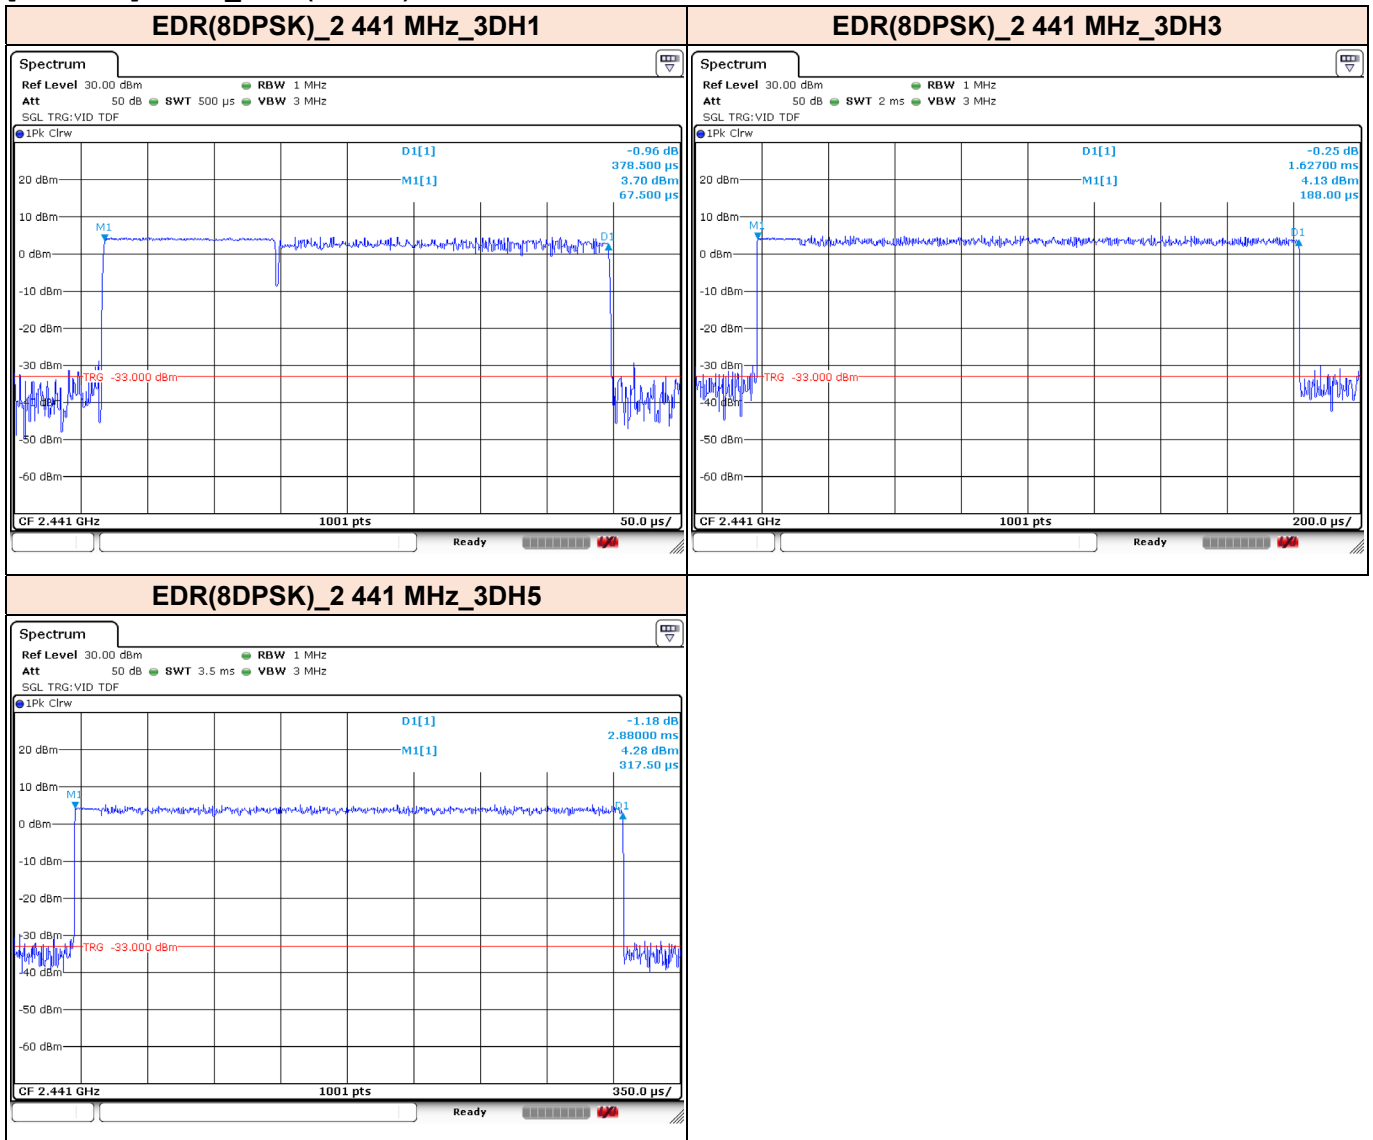 EDR(8DPSK)_2 441 MHz_3DH1
Spectrum
Ref Level 30.00 dBm RBW 1 MHz
Att 50 dB SWT 500 µs VBW 3 MHz
SGL TRG:VID TDF
1Pk Clrw
D1[1] -0.96 dB
378.500 µs
M1[1] 3.70 dBm
67.500 µs
20 dBm
10 dBm
M1
D1
0 dBm
-10 dBm
-20 dBm
-30 dBm
TRG -33.000 dBm
-40 dBm
-50 dBm
-60 dBm
CF 2.441 GHz 1001 pts 50.0 µs/
Ready
EDR(8DPSK)_2 441 MHz_3DH3
Spectrum
Ref Level 30.00 dBm RBW 1 MHz
Att 50 dB SWT 2 ms VBW 3 MHz
SGL TRG:VID TDF
1Pk Clrw
D1[1] -0.25 dB
1.62700 ms
M1[1] 4.13 dBm
188.00 µs
20 dBm
10 dBm
M1
D1
0 dBm
-10 dBm
-20 dBm
-30 dBm
TRG -33.000 dBm
-40 dBm
-50 dBm
-60 dBm
CF 2.441 GHz 1001 pts 200.0 µs/
Ready
EDR(8DPSK)_2 441 MHz_3DH5
Spectrum
Ref Level 30.00 dBm RBW 1 MHz
Att 50 dB SWT 3.5 ms VBW 3 MHz
SGL TRG:VID TDF
1Pk Clrw
D1[1] -1.18 dB
2.88000 ms
M1[1] 4.28 dBm
317.50 µs
20 dBm
10 dBm
M1
D1
0 dBm
-10 dBm
-20 dBm
-30 dBm
TRG -33.000 dBm
-40 dBm
-50 dBm
-60 dBm
CF 2.441 GHz 1001 pts 350.0 µs/
Ready